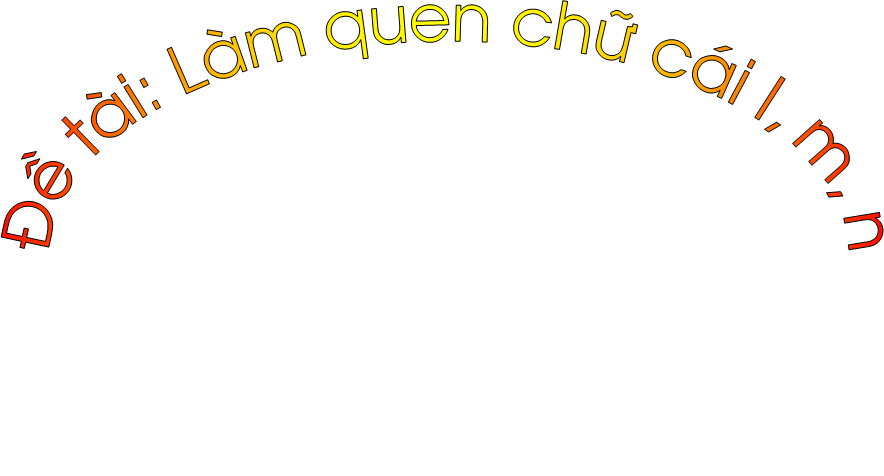 Đề tài: Làm quen chữ cái l, m, n